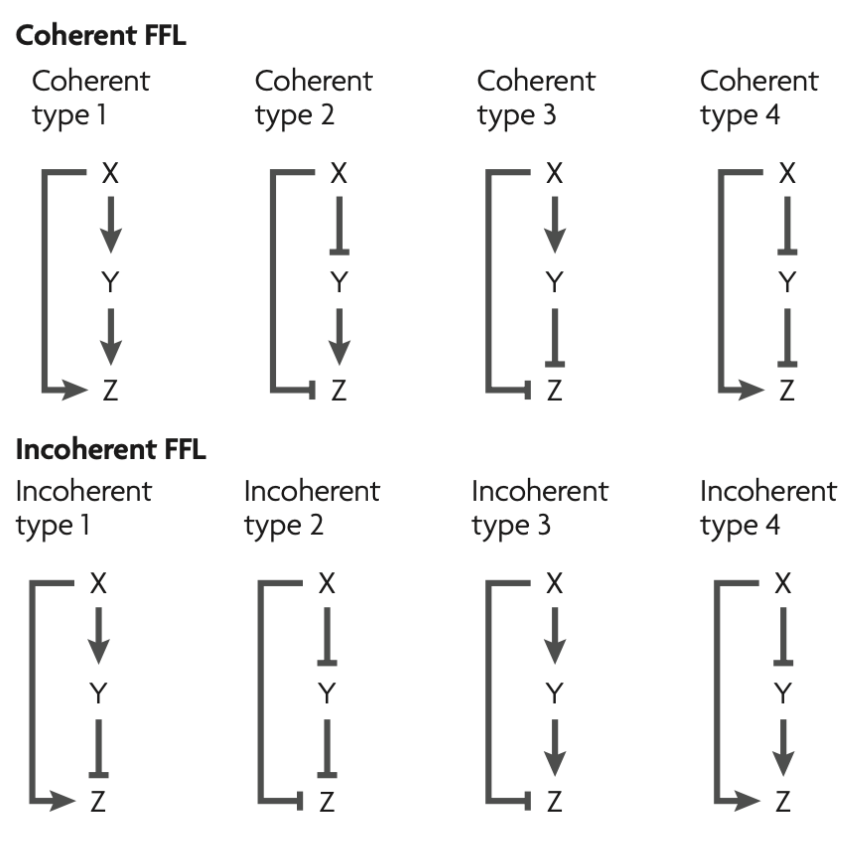 Coherent FFL
Coherent type 1
Coherent type 2
Coherent type 3
Coherent type 4
X
Y
Z
X
Y
Z
X
Y
Z
X
Y
Z
Incoherent FFL
Incoherent type 1
Incoherent type 2
Incoherent type 3
Incoherent type 4
X
Y
Z
X
Y
Z
X
Y
Z
X
Y
Z